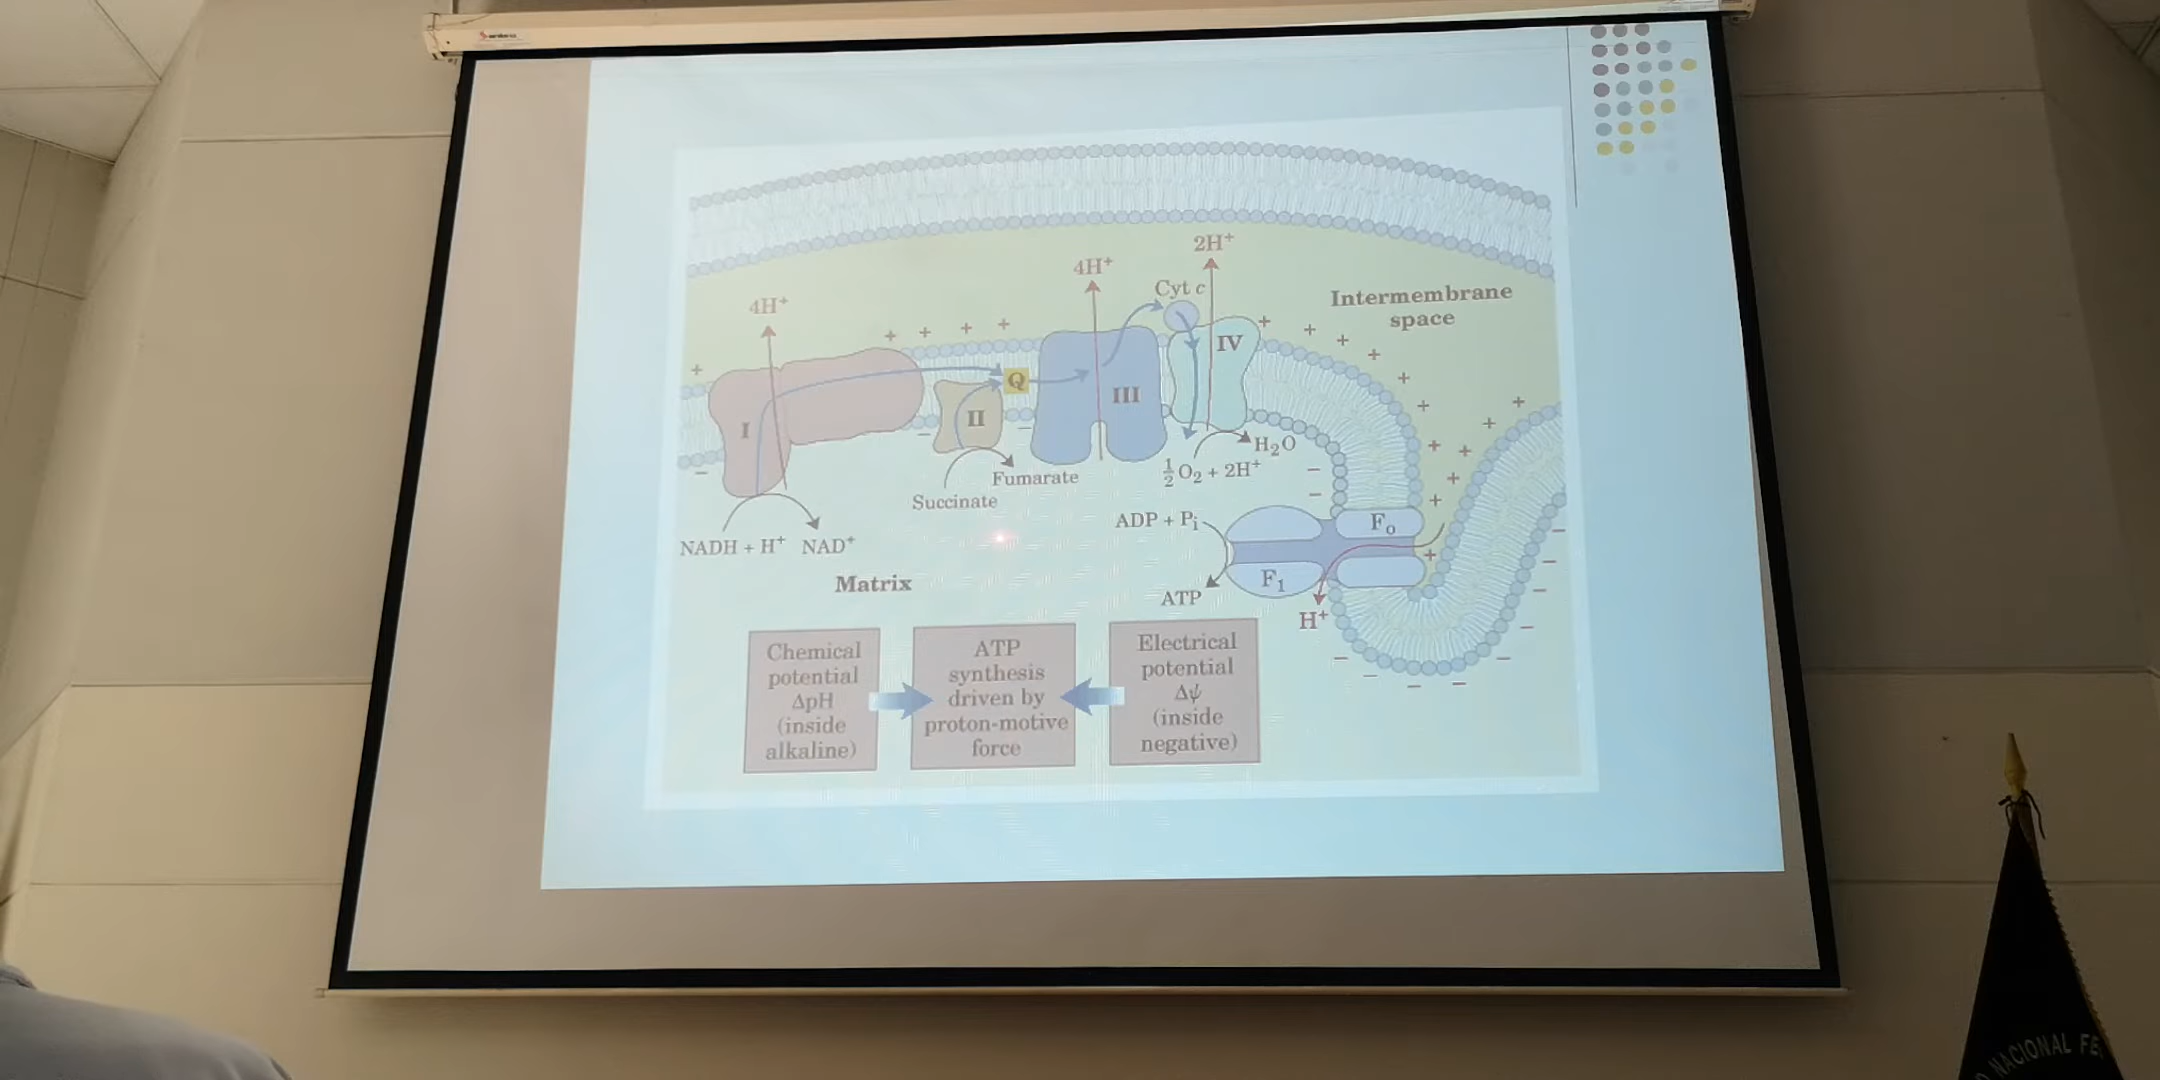 2H⁺
4H⁺
Cyt c
4H⁺
Intermembrane
space
IV
Q
III
I
II
H₂O
½O₂ + 2H⁺
Fumarate
Succinate
ADP + Pᵢ
Fₒ
NADH + H⁺ NAD⁺
Matrix
F₁
ATP
H⁺
Chemical
potential
ΔpH
(inside
alkaline)
ATP
synthesis
driven by
proton-motive
force
Electrical
potential
Δψ
(inside
negative)
NACIONAL FE